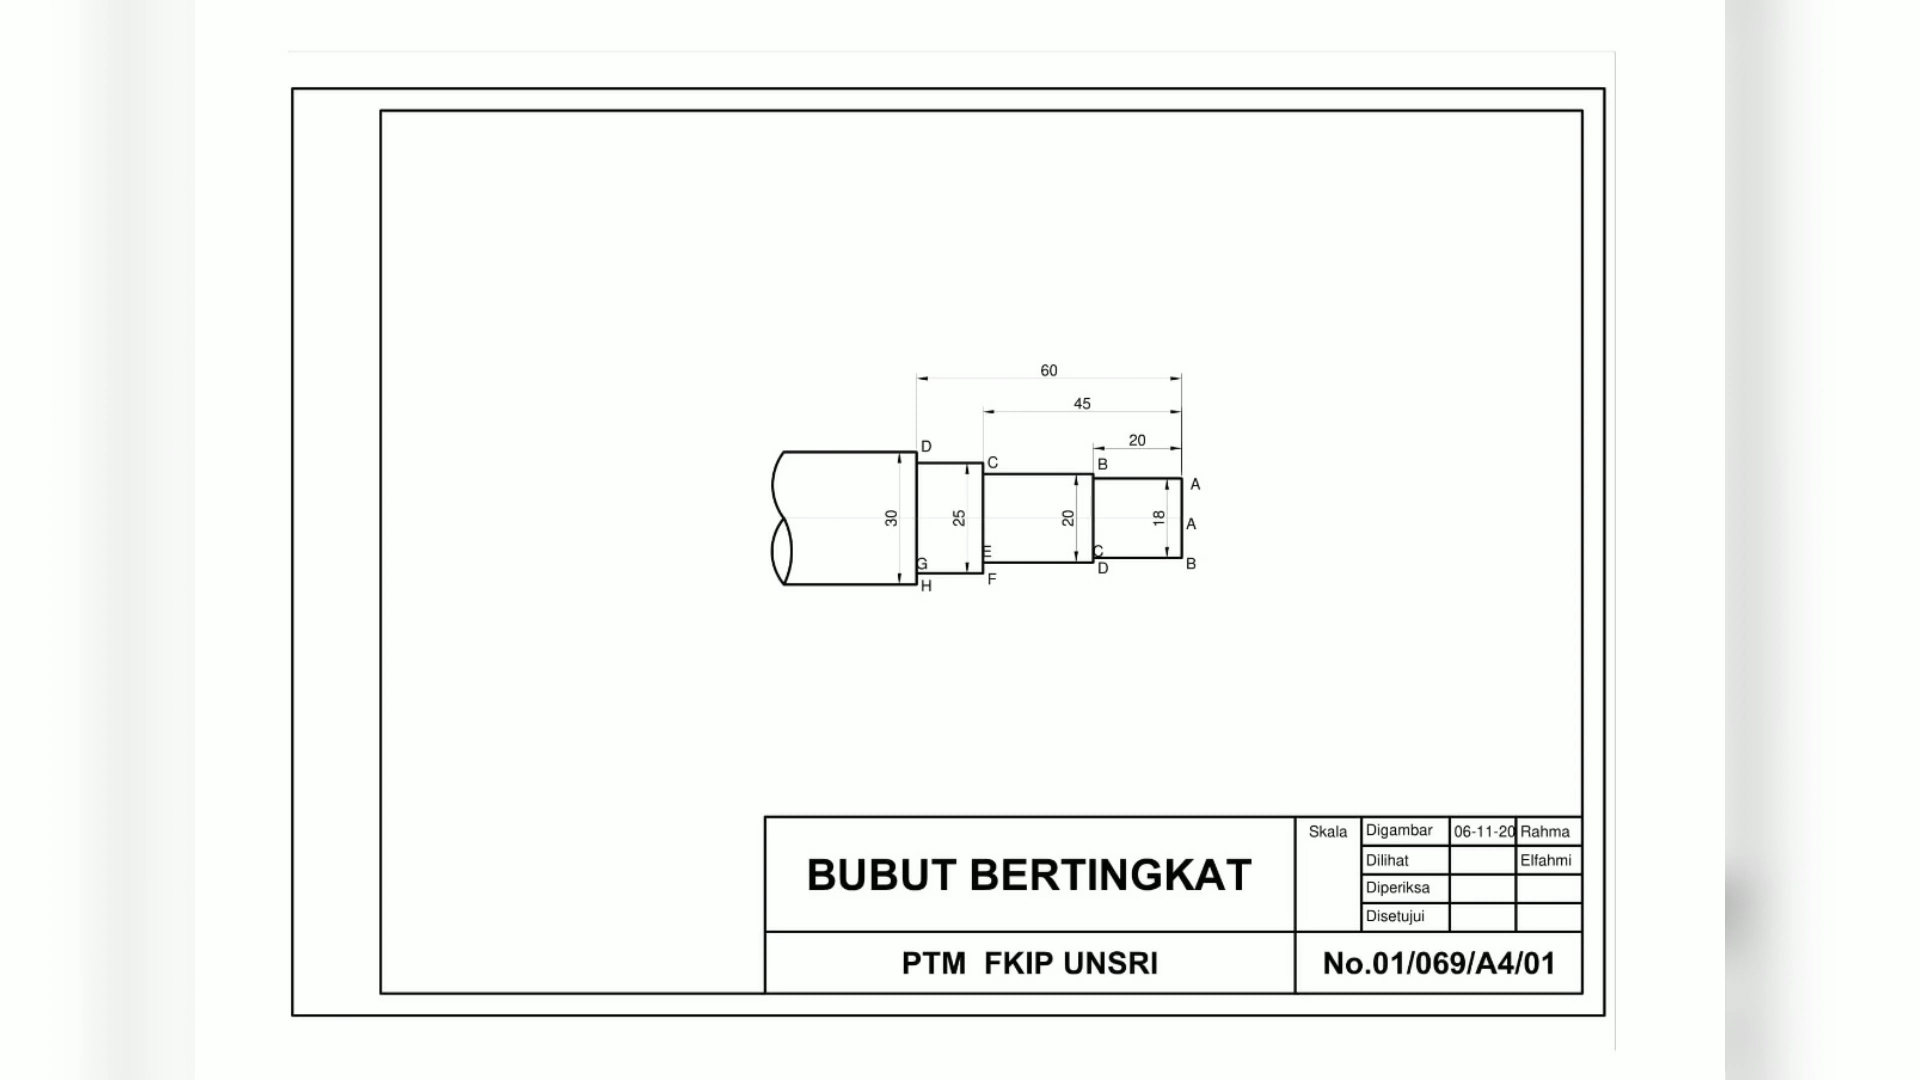 60
45
20
D
C
B
A
30
25
20
18
A
E
C
G
D
B
H
F
BUBUT BERTINGKAT
Skala
Digambar 06-11-20 Rahma
Dilihat Elfahmi
Diperiksa
Disetujui
PTM FKIP UNSRI
No.01/069/A4/01